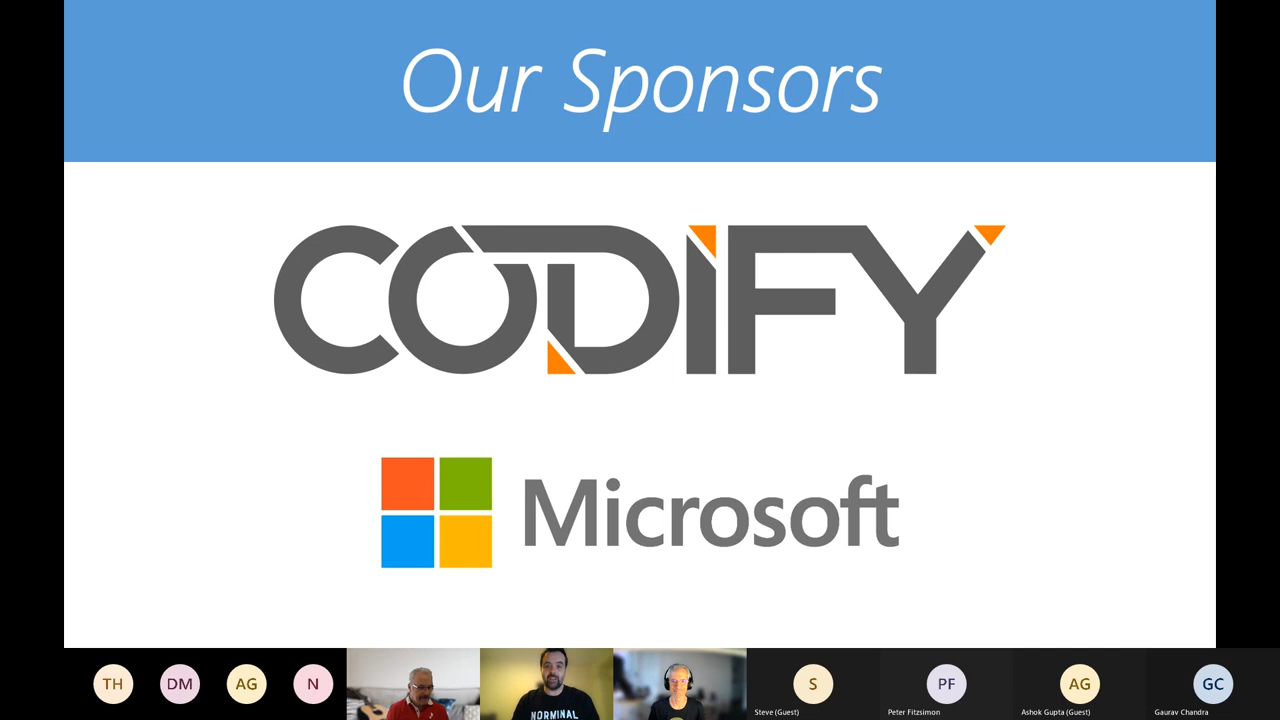 Our Sponsors
CODIFY
Microsoft
TH
DM
AG
N
NORMINAL
S
PF
AG
GC
Steve (Guest)
Peter Fitzsimon
Ashok Gupta (Guest)
Gaurav Chandra